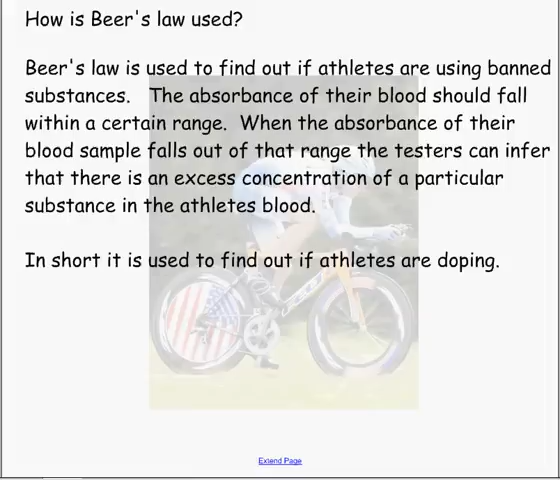 How is Beer's law used?
Beer's law is used to find out if athletes are using banned
substances. The absorbance of their blood should fall
within a certain range. When the absorbance of their
blood sample falls out of that range the testers can infer
that there is an excess concentration of a particular
substance in the athletes blood.
In short it is used to find out if athletes are doping.
Extend Page